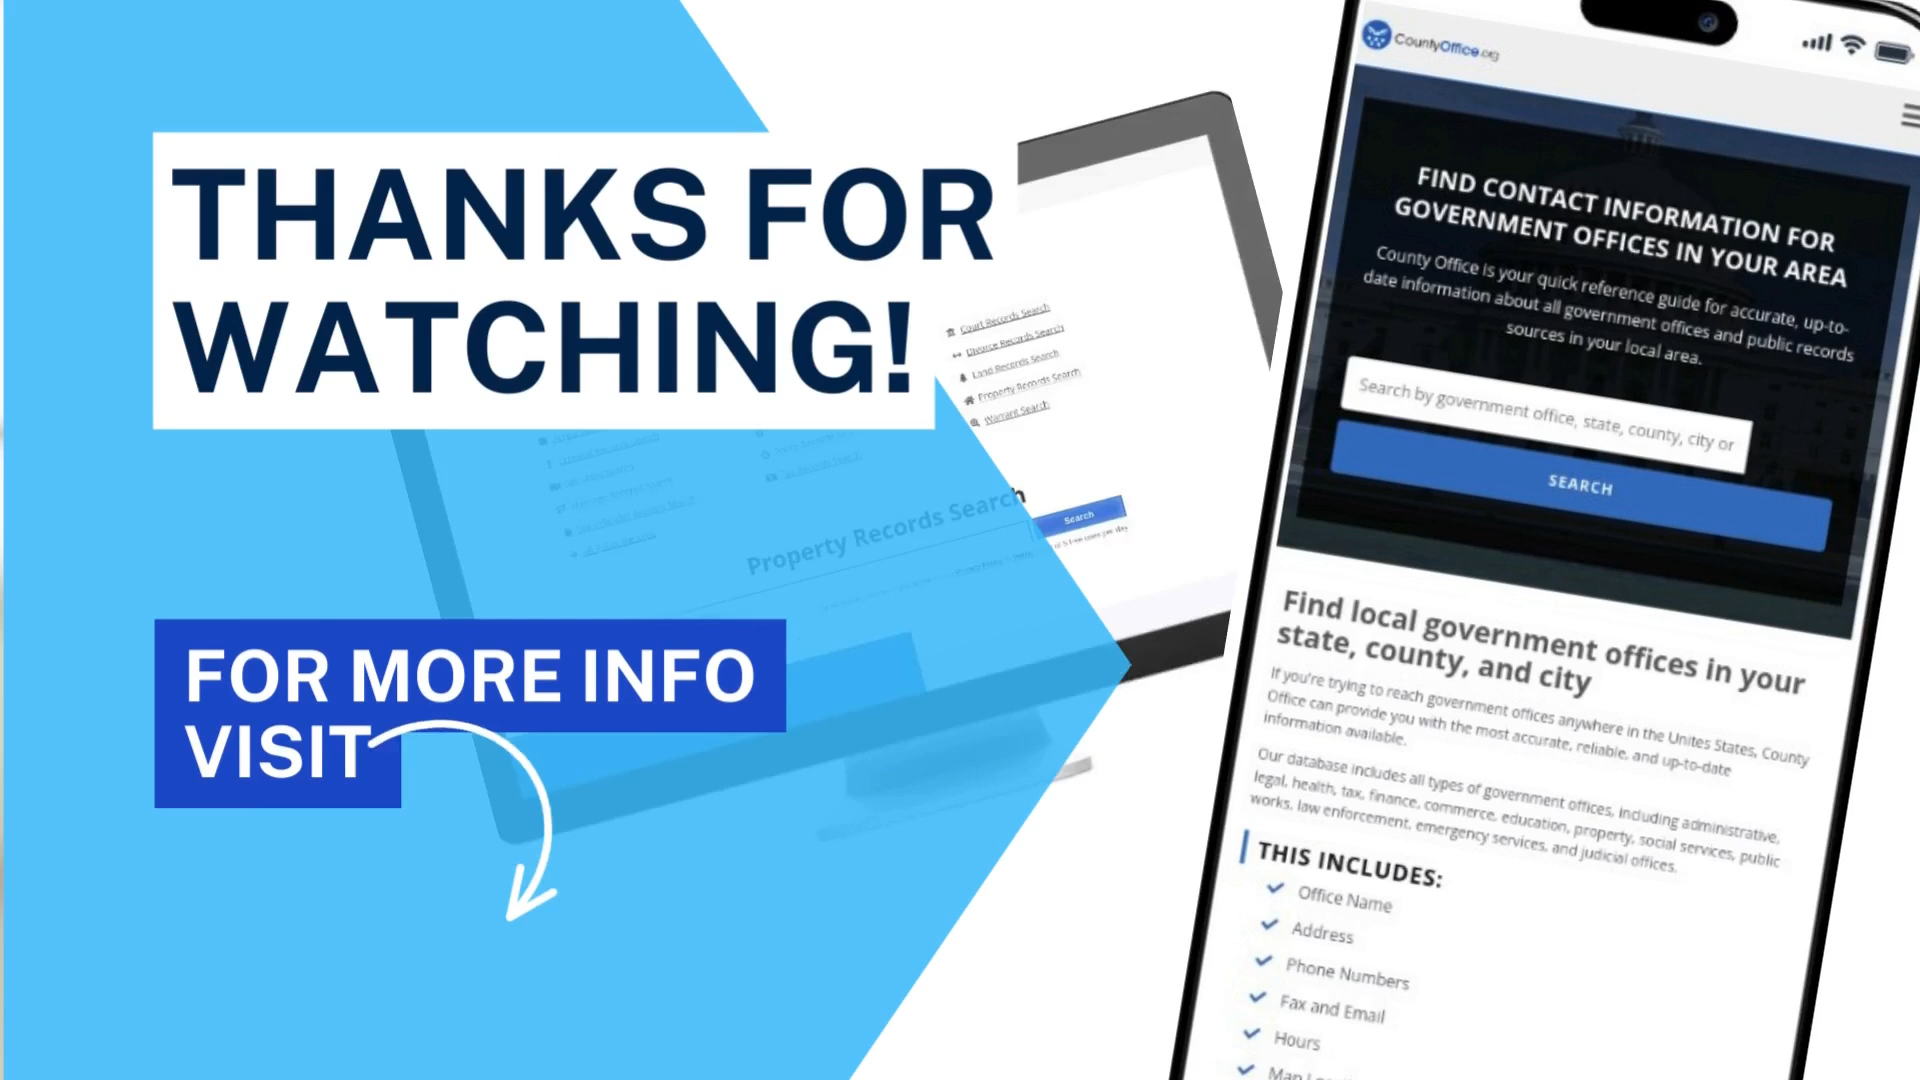 THANKS FOR
WATCHING!
FOR MORE INFO
VISIT
Court Records Search
Divorce Records Search
Land Records Search
Property Records Search
Warrant Search
Property Records Search
Search
of 5 free uses per day
CountyOffice.org
FIND CONTACT INFORMATION FOR
GOVERNMENT OFFICES IN YOUR AREA
County Office is your quick reference guide for accurate, up-to-
date information about all government offices and public records
sources in your local area.
Search by government office, state, county, city or
SEARCH
Find local government offices in your
state, county, and city
If you're trying to reach government offices anywhere in the Unites States, County
Office can provide you with the most accurate, reliable, and up-to-date
information available.
Our database includes all types of government offices, including administrative,
legal, health, tax, finance, commerce, education, property, social services, public
works, law enforcement, emergency services, and judicial offices.
THIS INCLUDES:
Office Name
Address
Phone Numbers
Fax and Email
Hours